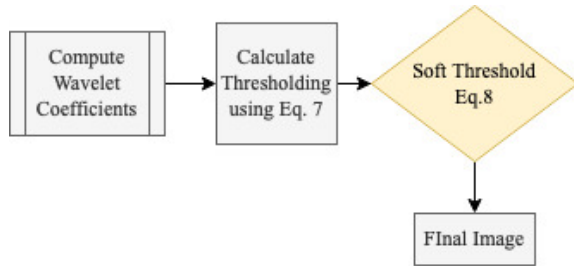 Compute
Wavelet
Coefficients
Calculate
Thresholding
using Eq. 7
Soft Threshold
Eq.8
FInal Image